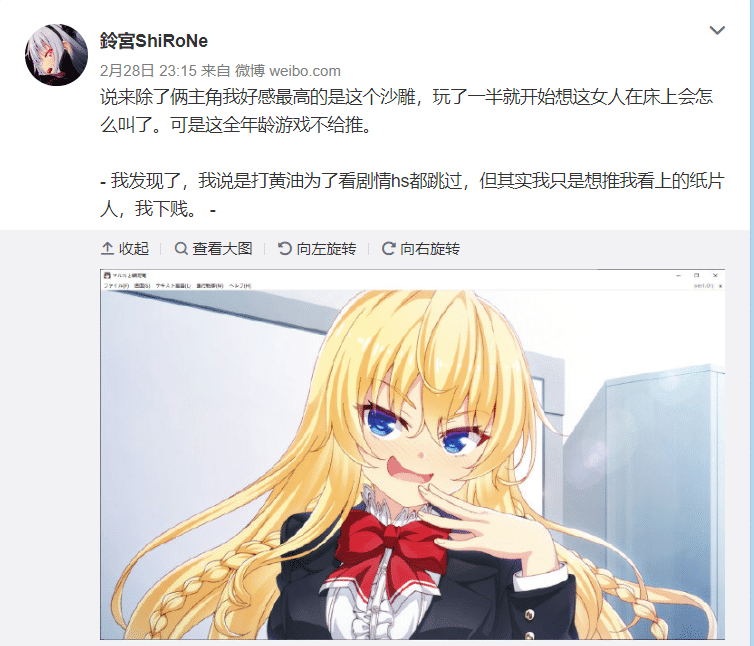 鈴宮ShiRoNe
2月28日 23:15 来自 微博 weibo.com
说来除了俩主角我好感最高的是这个沙雕，玩了一半就开始想这女人在床上会怎
么叫了。可是这全年龄游戏不给推。
- 我发现了，我说是打黄油为了看剧情hs都跳过，但其实我只是想推我看上的纸片
人，我下贱。 -
收起 查看大图 向左旋转 向右旋转
ファイル(F) 画面(S) テキスト画面(L) ヘルプ(H)